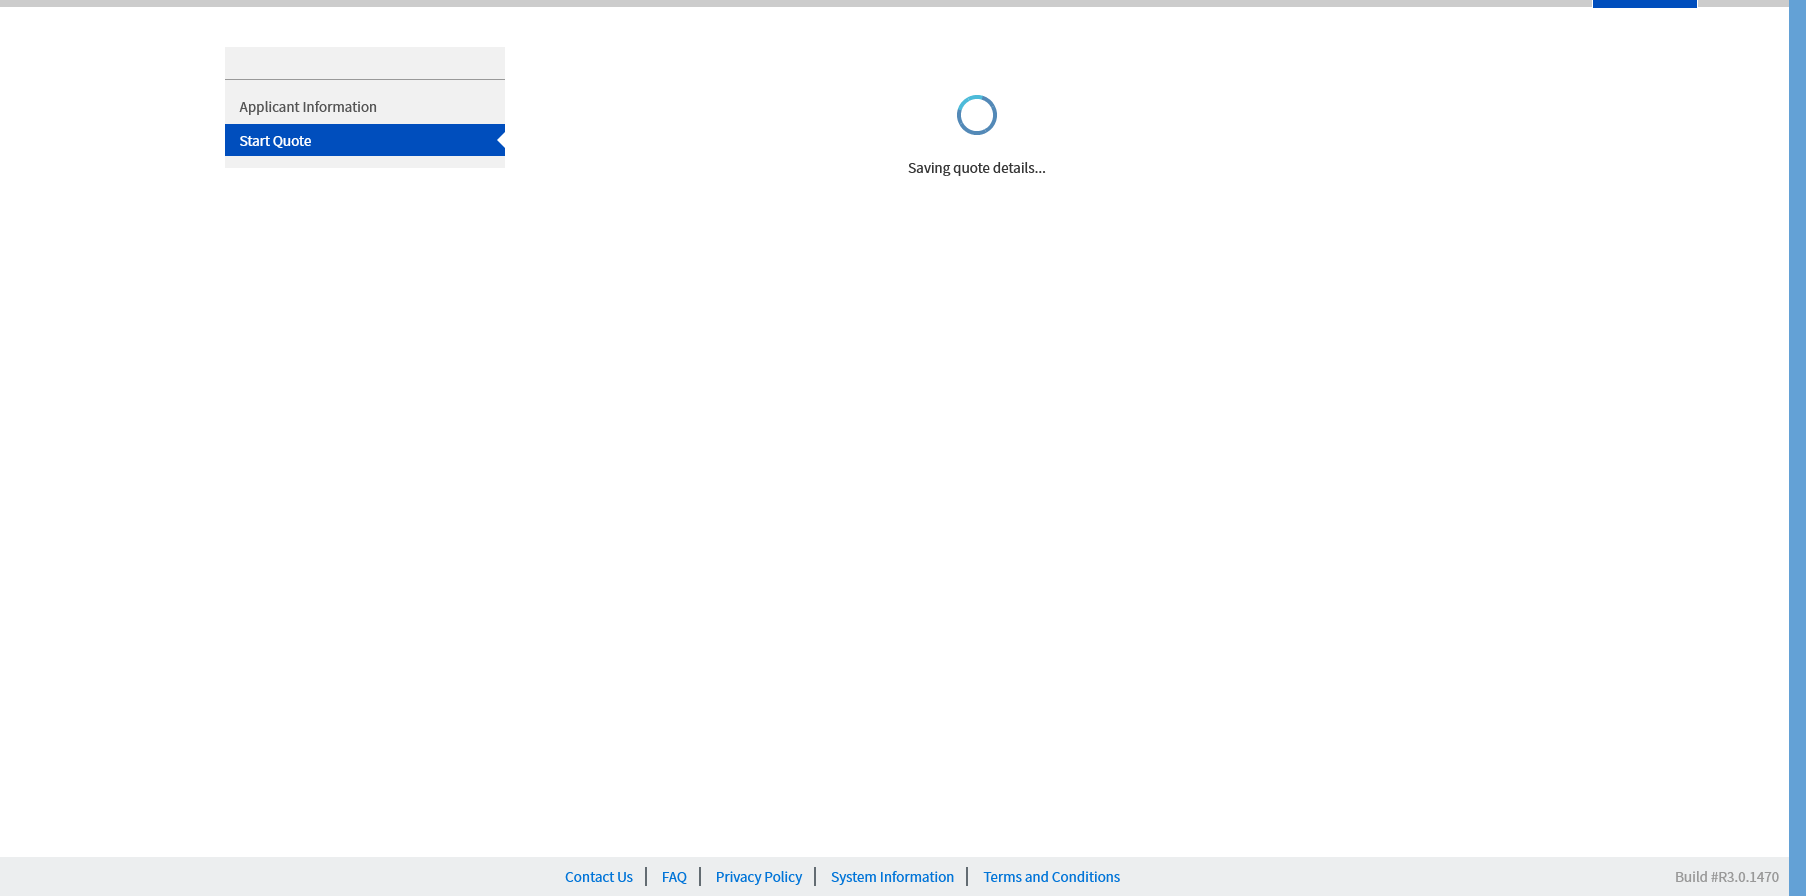 Applicant Information
Start Quote
Saving quote details...
Contact Us
FAQ
Privacy Policy
System Information
Terms and Conditions
Build #R3.0.1470